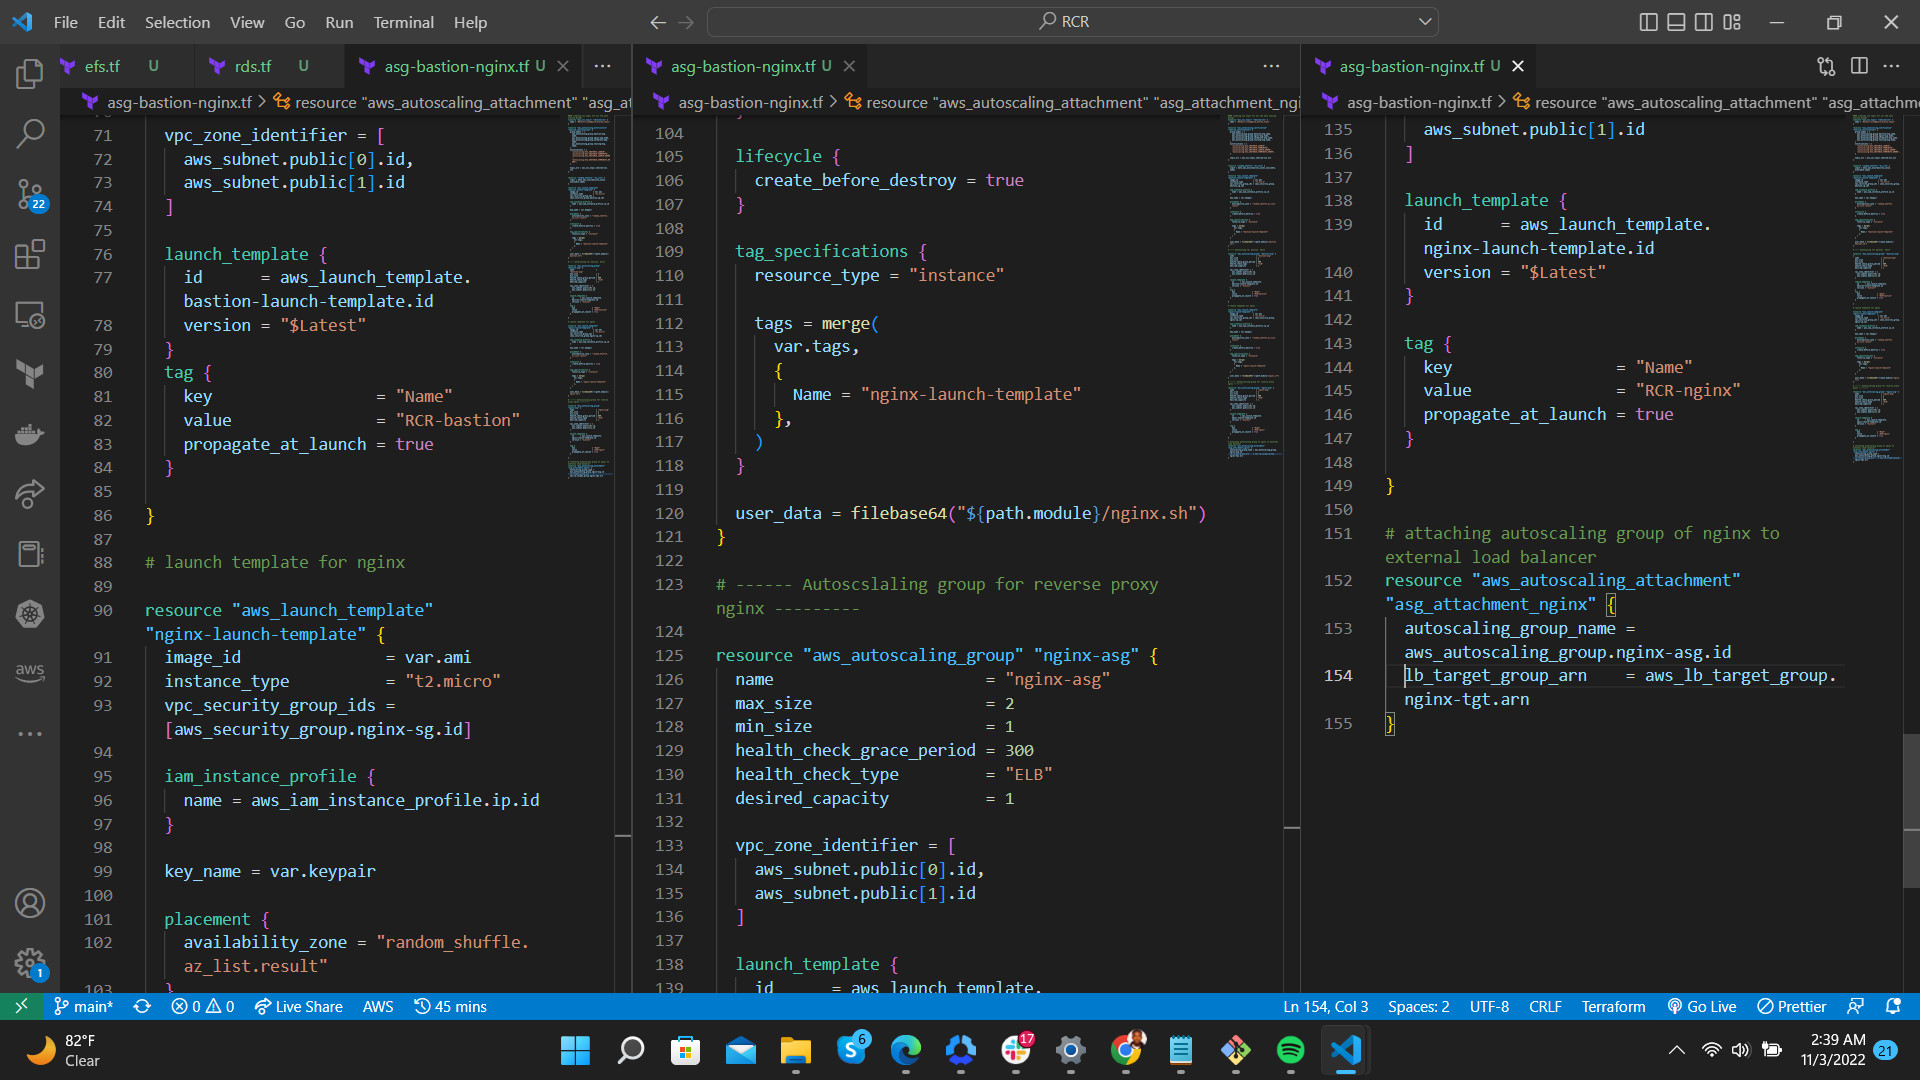 File Edit Selection View Go Run Terminal Help
RCR
efs.tf U rds.tf U asg-bastion-nginx.tf U
asg-bastion-nginx.tf > resource "aws_autoscaling_attachment" "asg_at
71 vpc_zone_identifier = [
72 aws_subnet.public[0].id,
73 aws_subnet.public[1].id
74 ]
75
76 launch_template {
77 id = aws_launch_template.
bastion-launch-template.id
78 version = "$Latest"
79 }
80 tag {
81 key = "Name"
82 value = "RCR-bastion"
83 propagate_at_launch = true
84 }
85
86 }
87
88 # launch template for nginx
89
90 resource "aws_launch_template"
"nginx-launch-template" {
91 image_id = var.ami
92 instance_type = "t2.micro"
93 vpc_security_group_ids =
[aws_security_group.nginx-sg.id]
94
95 iam_instance_profile {
96 name = aws_iam_instance_profile.ip.id
97 }
98
99 key_name = var.keypair
100
101 placement {
102 availability_zone = "random_shuffle.
az_list.result"
103 }
asg-bastion-nginx.tf U
asg-bastion-nginx.tf > resource "aws_autoscaling_attachment" "asg_attachment_ngi
104
105 lifecycle {
106 create_before_destroy = true
107 }
108
109 tag_specifications {
110 resource_type = "instance"
111
112 tags = merge(
113 var.tags,
114 {
115 Name = "nginx-launch-template"
116 },
117 )
118 }
119
120 user_data = filebase64("${path.module}/nginx.sh")
121 }
122
123 # ------ Autoscslaling group for reverse proxy
nginx ---------
124
125 resource "aws_autoscaling_group" "nginx-asg" {
126 name = "nginx-asg"
127 max_size = 2
128 min_size = 1
129 health_check_grace_period = 300
130 health_check_type = "ELB"
131 desired_capacity = 1
132
133 vpc_zone_identifier = [
134 aws_subnet.public[0].id,
135 aws_subnet.public[1].id
136 ]
137
138 launch_template {
139 id = aws_launch_template.
asg-bastion-nginx.tf U
asg-bastion-nginx.tf > resource "aws_autoscaling_attachment" "asg_attachm
135 aws_subnet.public[1].id
136 ]
137
138 launch_template {
139 id = aws_launch_template.
nginx-launch-template.id
140 version = "$Latest"
141 }
142
143 tag {
144 key = "Name"
145 value = "RCR-nginx"
146 propagate_at_launch = true
147 }
148
149 }
150
151 # attaching autoscaling group of nginx to
external load balancer
152 resource "aws_autoscaling_attachment"
"asg_attachment_nginx" {
153 autoscaling_group_name =
aws_autoscaling_group.nginx-asg.id
154 lb_target_group_arn = aws_lb_target_group.
nginx-tgt.arn
155 }
22
aws
1
main* 0 0 Live Share AWS 45 mins Ln 154, Col 3 Spaces: 2 UTF-8 CRLF Terraform Go Live Prettier
82°F
Clear
6
17
2:39 AM
11/3/2022
21